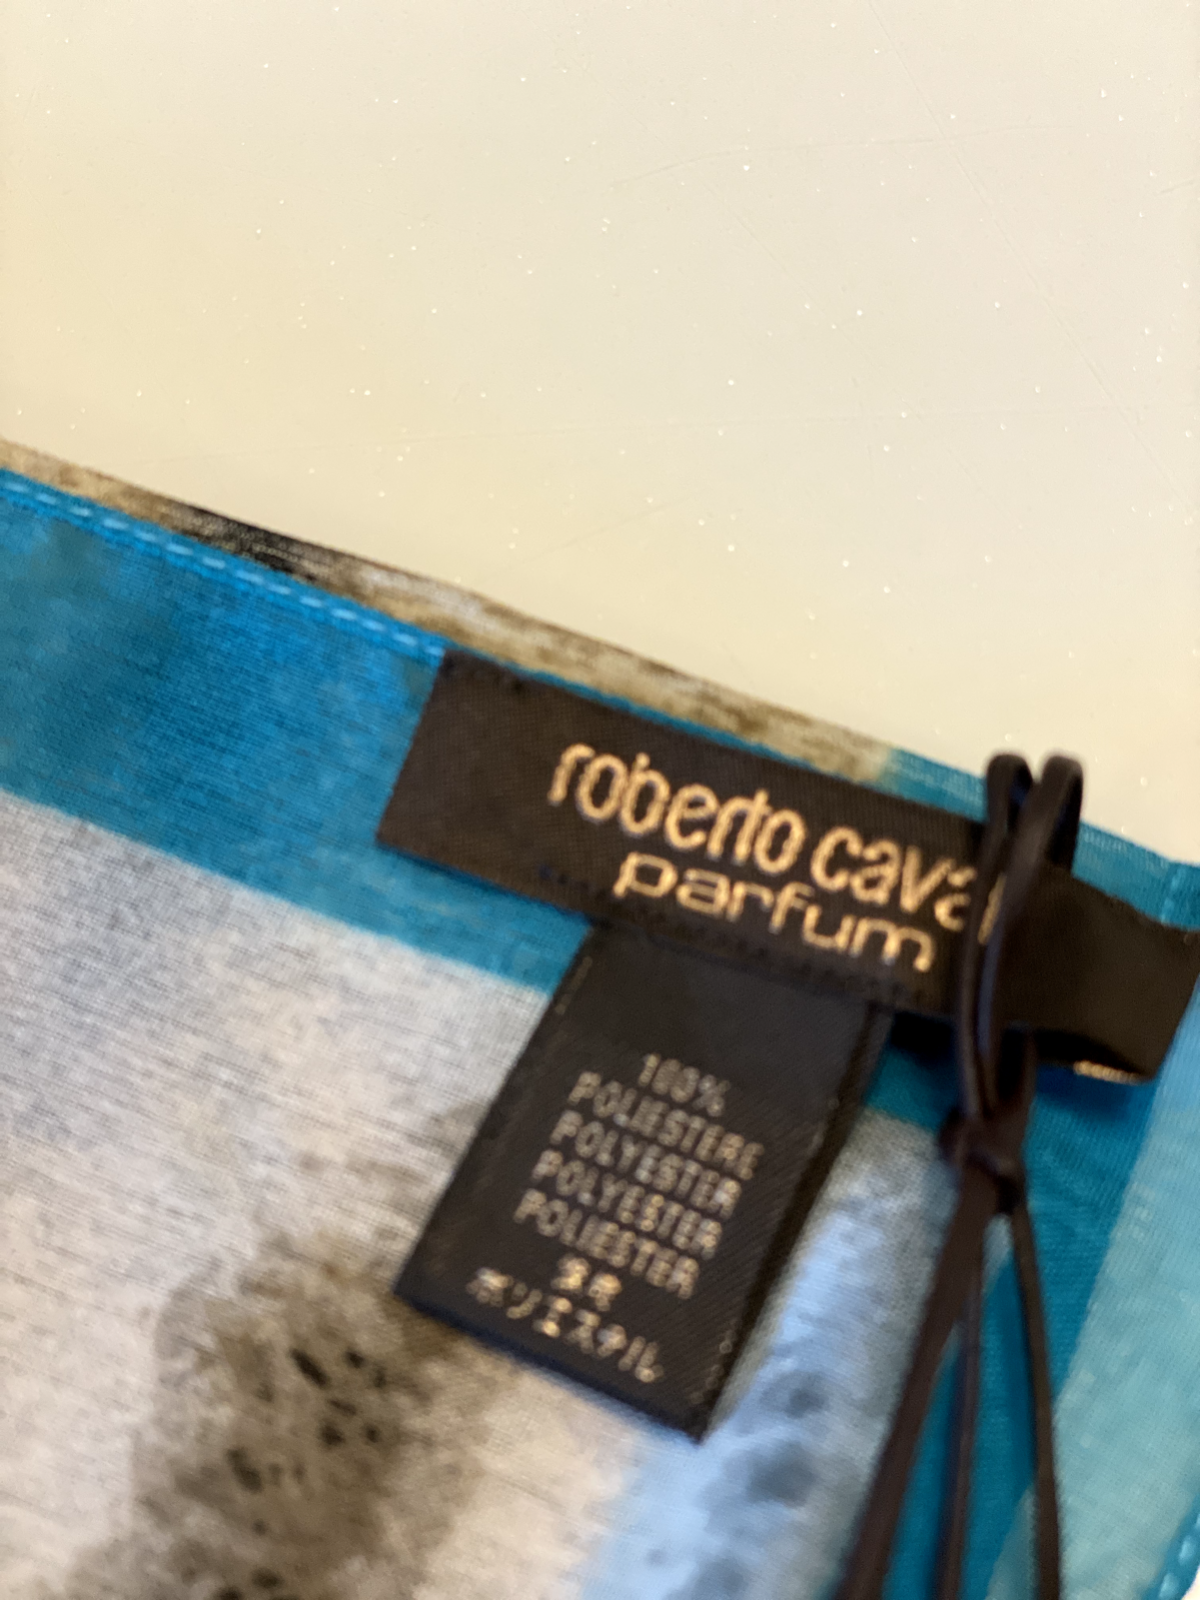 roberto cava
parfum
100%
POLIESTERE
POLYESTER
POLYESTER
POLIESTER
ポリエステル